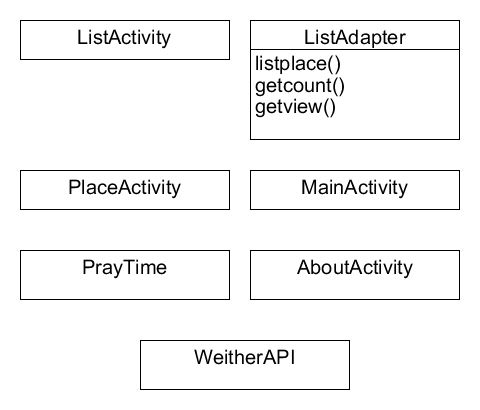 ListActivity
ListAdapter
listplace()
getcount()
getview()
PlaceActivity
MainActivity
PrayTime
AboutActivity
WeitherAPI